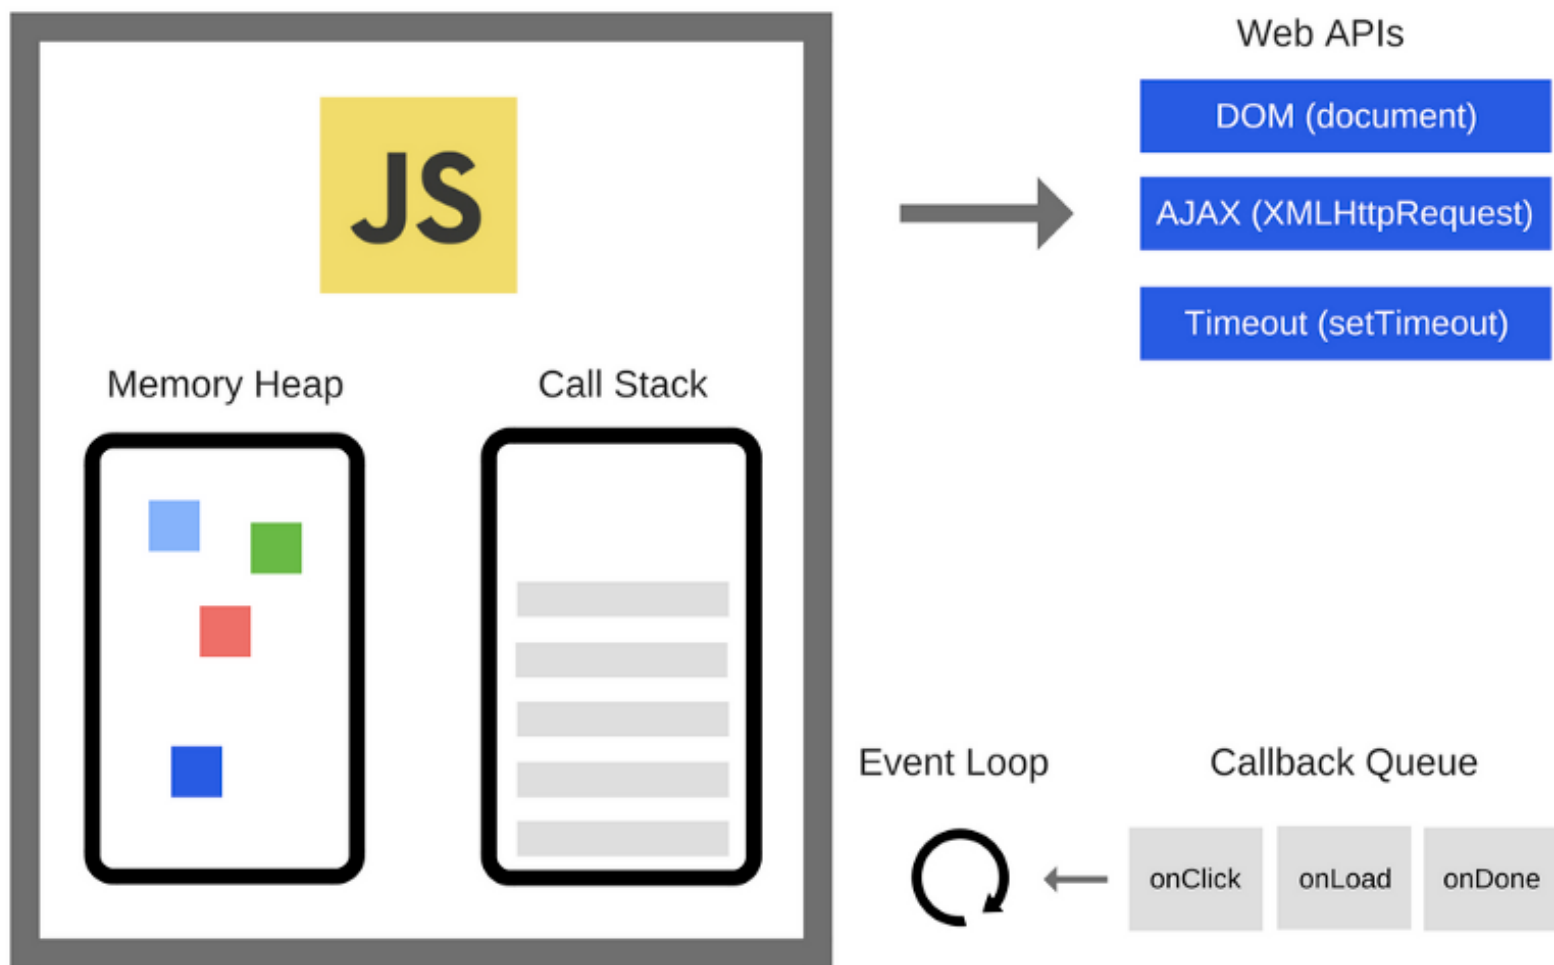 JS
Memory Heap
Call Stack
Web APIs
DOM (document)
AJAX (XMLHttpRequest)
Timeout (setTimeout)
Event Loop
Callback Queue
onClick
onLoad
onDone